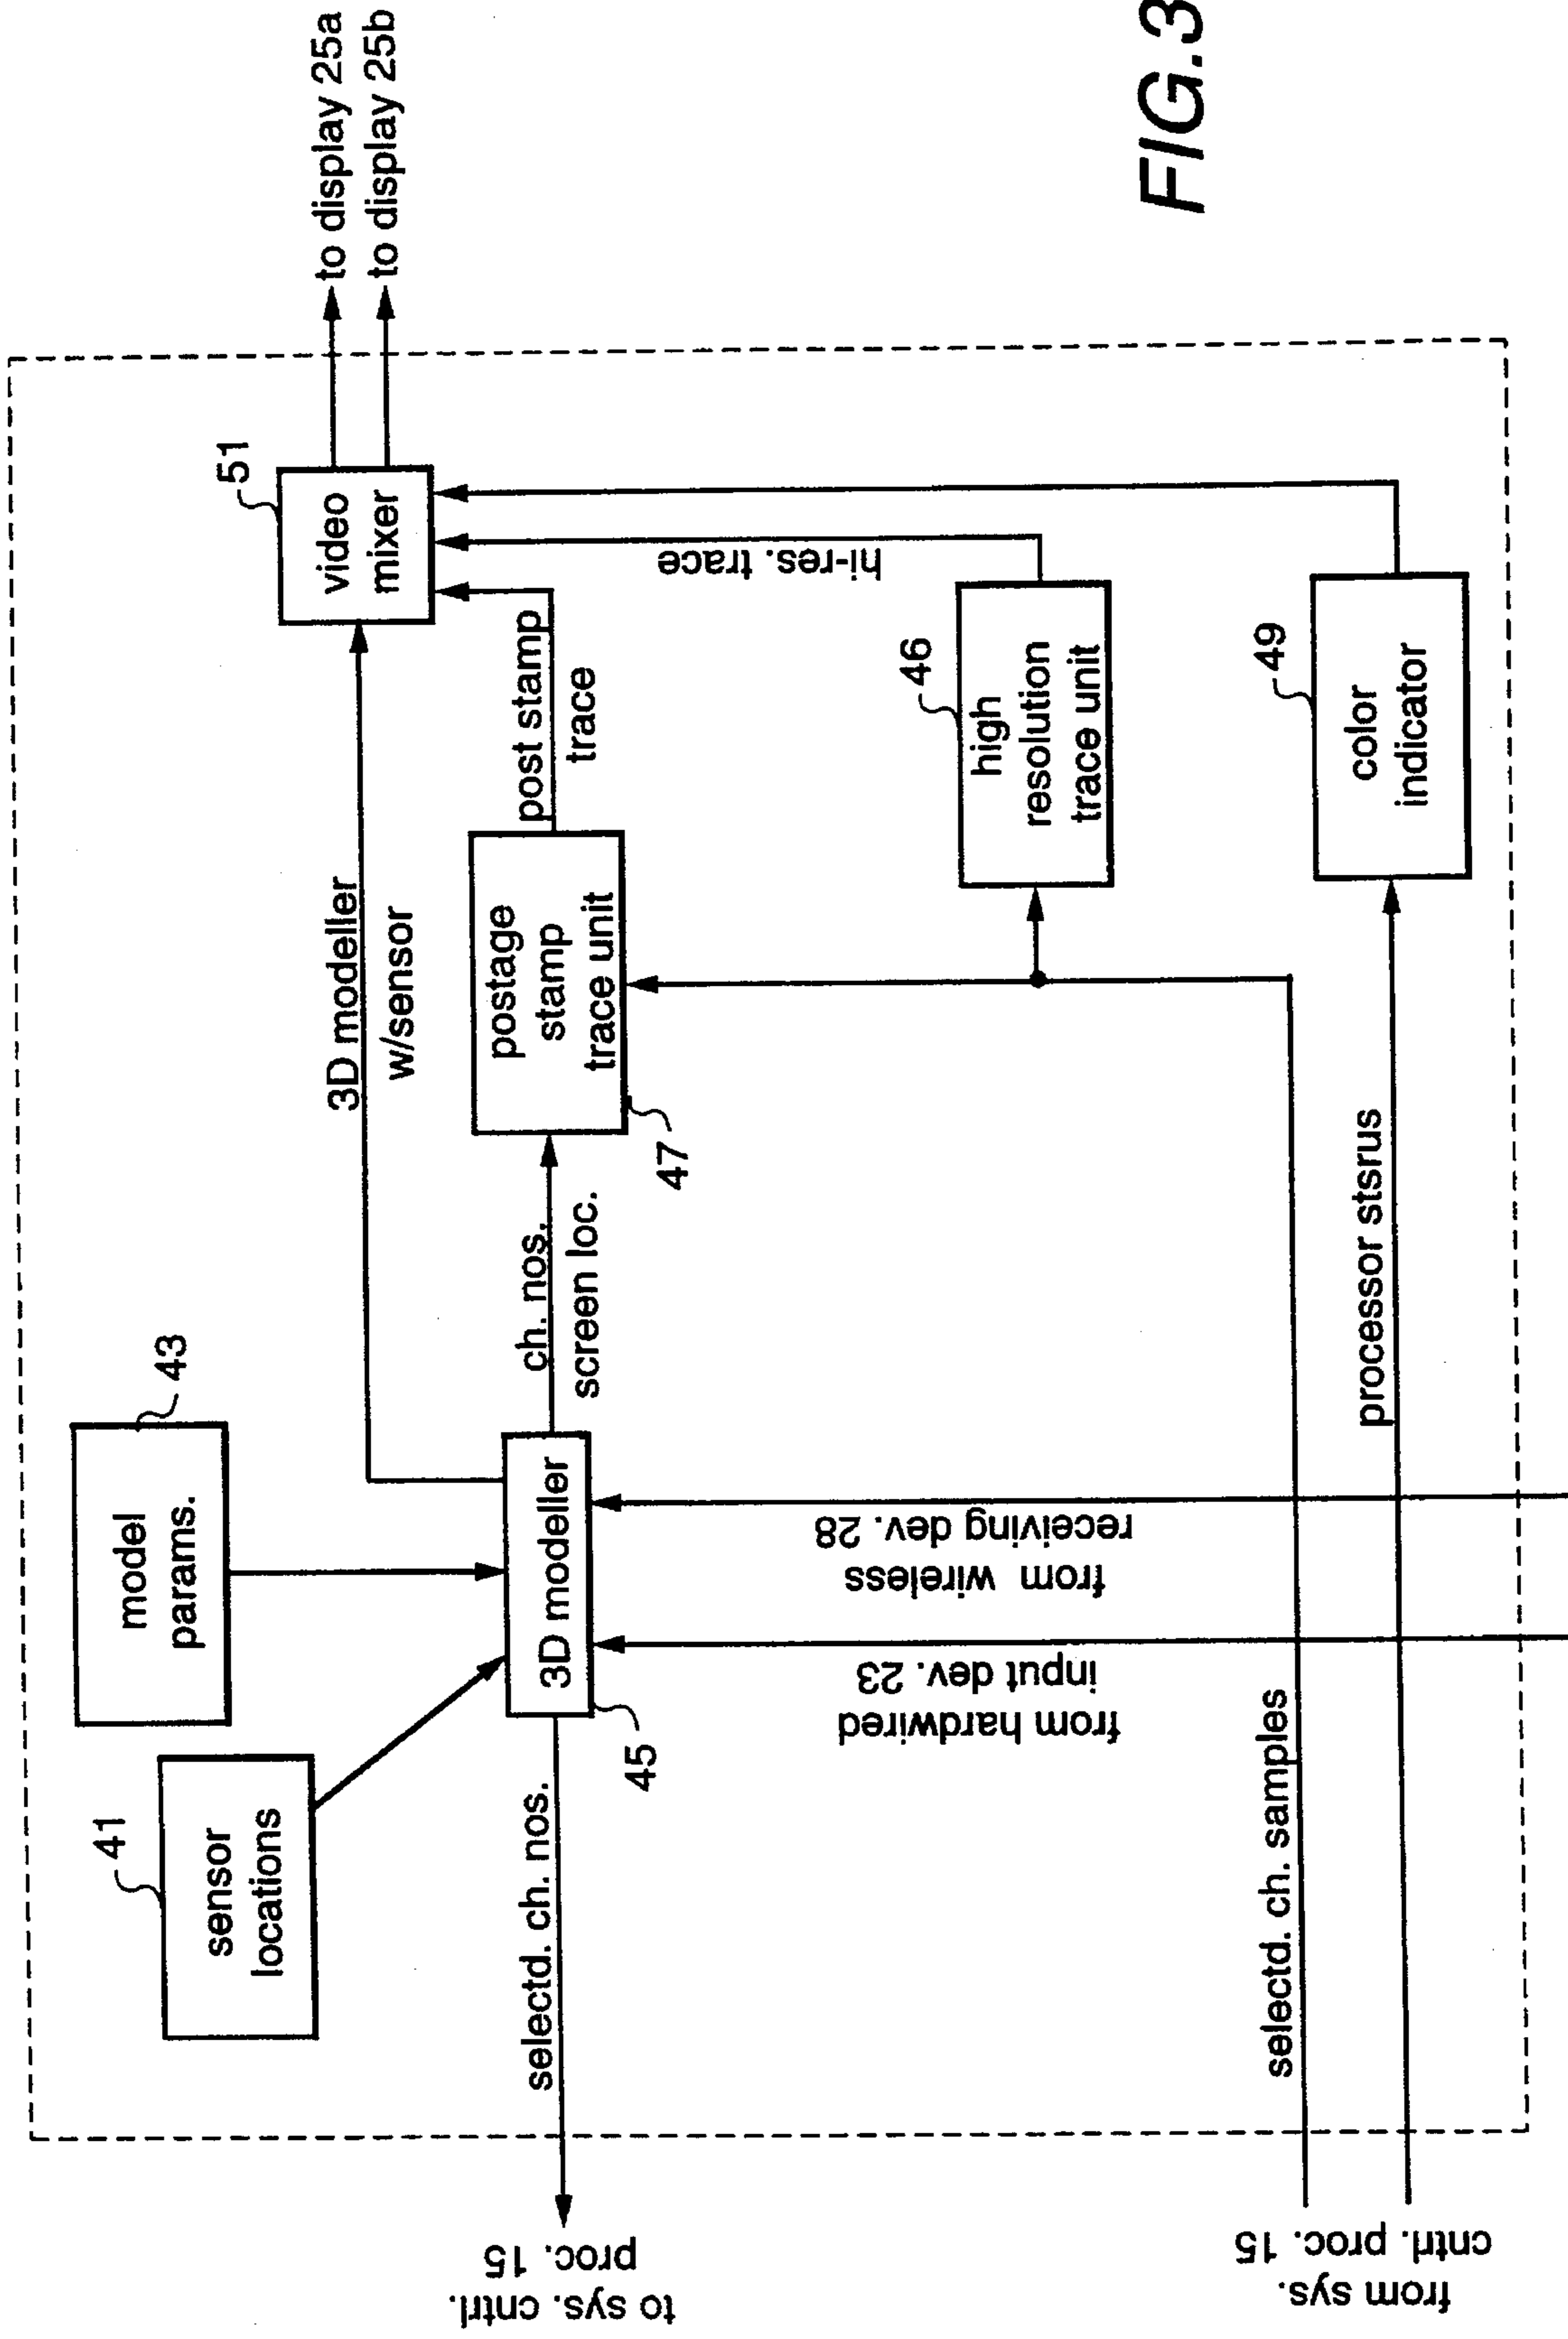 41
sensor
locations
model
params.
43
3D modeller
45
3D modeller
w/sensor
51
video
mixer
to display 25a
to display 25b
selectd. ch. nos.
to sys. cntrl.
proc. 15
ch. nos.
screen loc.
postage
stamp
trace unit
47
post stamp
trace
hi-res. trace
from hardwired
input dev. 23
from wireless
receiving dev. 28
46
high
resolution
trace unit
49
color
indicator
selectd. ch. samples
processor stsrus
from sys.
cntrl. proc. 15
FIG.3